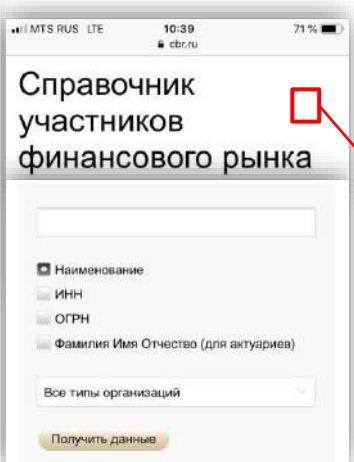 MTS RUS LTE 10:39 71 %
cbr.ru
Справочник
участников
финансового рынка
Наименование
ИНН
ОГРН
Фамилия Имя Отчество (для актуариев)
Все типы организаций
Получить данные